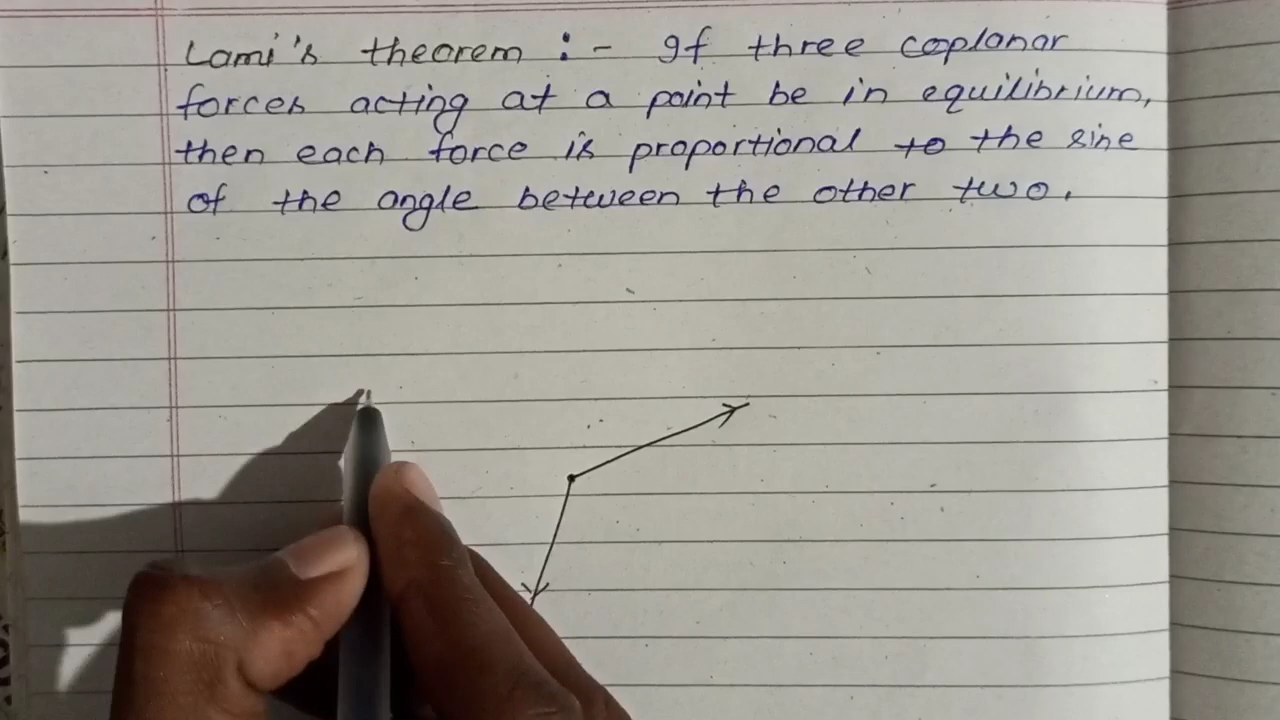 Lami's theorem :- If three coplanar
forces acting at a point be in equilibrium,
then each force is proportional to the sine
of the angle between the other two.